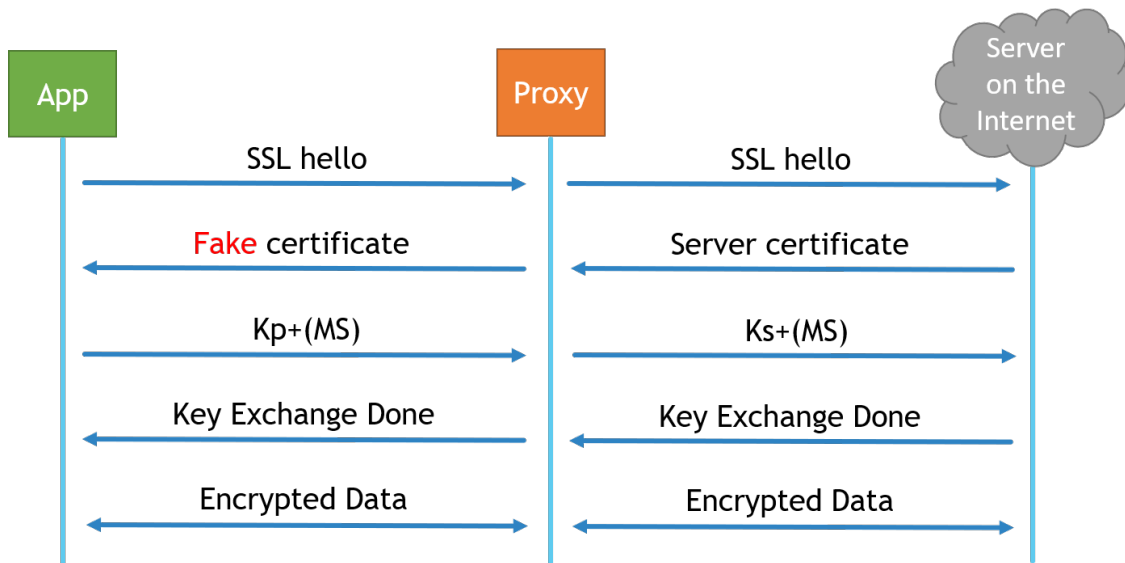 App
Proxy
Server
on the
Internet
SSL hello
SSL hello
Fake certificate
Server certificate
Kp+(MS)
Ks+(MS)
Key Exchange Done
Key Exchange Done
Encrypted Data
Encrypted Data